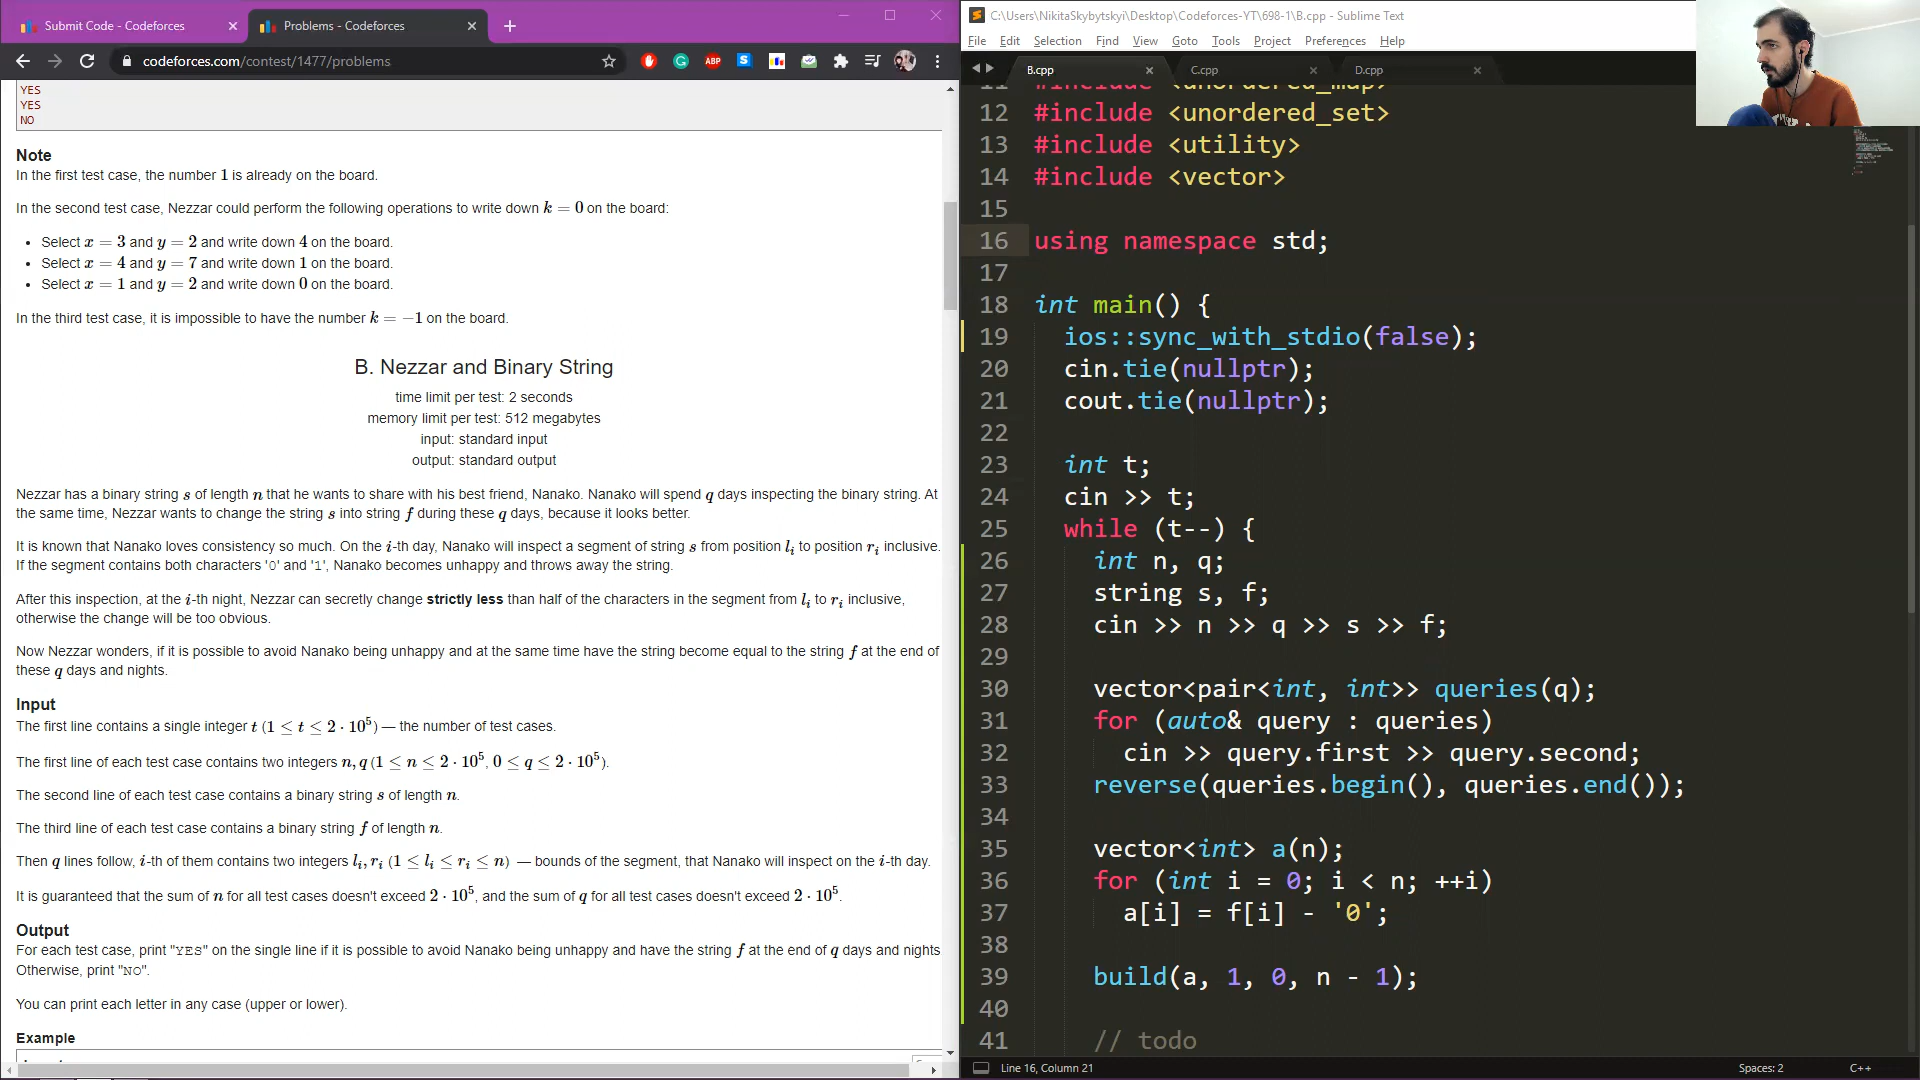 Submit Code - Codeforces
Problems - Codeforces
codeforces.com/contest/1477/problems
YES
YES
NO
Note
In the first test case, the number 1 is already on the board.
In the second test case, Nezzar could perform the following operations to write down k = 0 on the board:
• Select x = 3 and y = 2 and write down 4 on the board.
• Select x = 4 and y = 7 and write down 1 on the board.
• Select x = 1 and y = 2 and write down 0 on the board.
In the third test case, it is impossible to have the number k = −1 on the board.
B. Nezzar and Binary String
time limit per test: 2 seconds
memory limit per test: 512 megabytes
input: standard input
output: standard output
Nezzar has a binary string s of length n that he wants to share with his best friend, Nanako. Nanako will spend q days inspecting the binary string. At
the same time, Nezzar wants to change the string s into string f during these q days, because it looks better.
It is known that Nanako loves consistency so much. On the i-th day, Nanako will inspect a segment of string s from position l_i to position r_i inclusive.
If the segment contains both characters '0' and '1', Nanako becomes unhappy and throws away the string.
After this inspection, at the i-th night, Nezzar can secretly change strictly less than half of the characters in the segment from l_i to r_i inclusive,
otherwise the change will be too obvious.
Now Nezzar wonders, if it is possible to avoid Nanako being unhappy and at the same time have the string become equal to the string f at the end of
these q days and nights.
Input
The first line contains a single integer t (1 ≤ t ≤ 2 · 10^5) — the number of test cases.
The first line of each test case contains two integers n, q (1 ≤ n ≤ 2 · 10^5, 0 ≤ q ≤ 2 · 10^5).
The second line of each test case contains a binary string s of length n.
The third line of each test case contains a binary string f of length n.
Then q lines follow, i-th of them contains two integers l_i, r_i (1 ≤ l_i ≤ r_i ≤ n) — bounds of the segment, that Nanako will inspect on the i-th day.
It is guaranteed that the sum of n for all test cases doesn't exceed 2 · 10^5, and the sum of q for all test cases doesn't exceed 2 · 10^5.
Output
For each test case, print "YES" on the single line if it is possible to avoid Nanako being unhappy and have the string f at the end of q days and nights
Otherwise, print "NO".
You can print each letter in any case (upper or lower).
Example
C:\Users\NikitaSkybytskyi\Desktop\Codeforces-YT\698-1\B.cpp - Sublime Text
File Edit Selection Find View Goto Tools Project Preferences Help
B.cpp C.cpp D.cpp
11 #include <unordered_map>
12 #include <unordered_set>
13 #include <utility>
14 #include <vector>
15
16 using namespace std;
17
18 int main() {
19 ios::sync_with_stdio(false);
20 cin.tie(nullptr);
21 cout.tie(nullptr);
22
23 int t;
24 cin >> t;
25 while (t--) {
26 int n, q;
27 string s, f;
28 cin >> n >> q >> s >> f;
29
30 vector<pair<int, int>> queries(q);
31 for (auto& query : queries)
32 cin >> query.first >> query.second;
33 reverse(queries.begin(), queries.end());
34
35 vector<int> a(n);
36 for (int i = 0; i < n; ++i)
37 a[i] = f[i] - '0';
38
39 build(a, 1, 0, n - 1);
40
41 // todo
Line 16, Column 21
Spaces: 2
C++